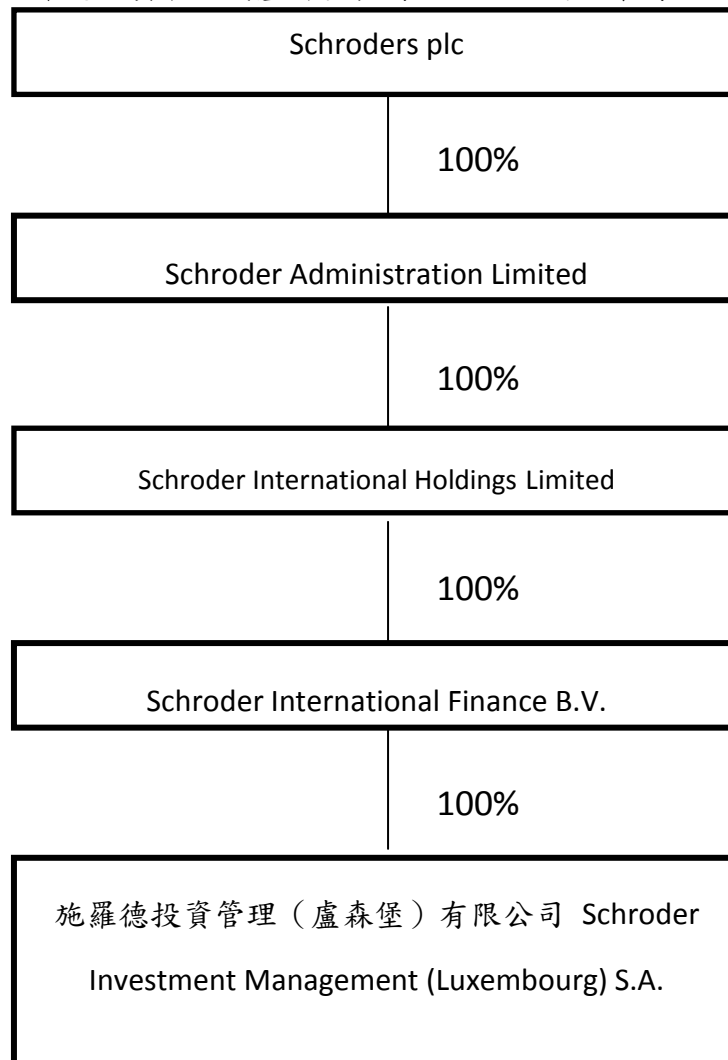 Schroders plc
100%
Schroder Administration Limited
100%
Schroder International Holdings Limited
100%
Schroder International Finance B.V.
100%
施羅德投資管理（盧森堡）有限公司 Schroder
Investment Management (Luxembourg) S.A.